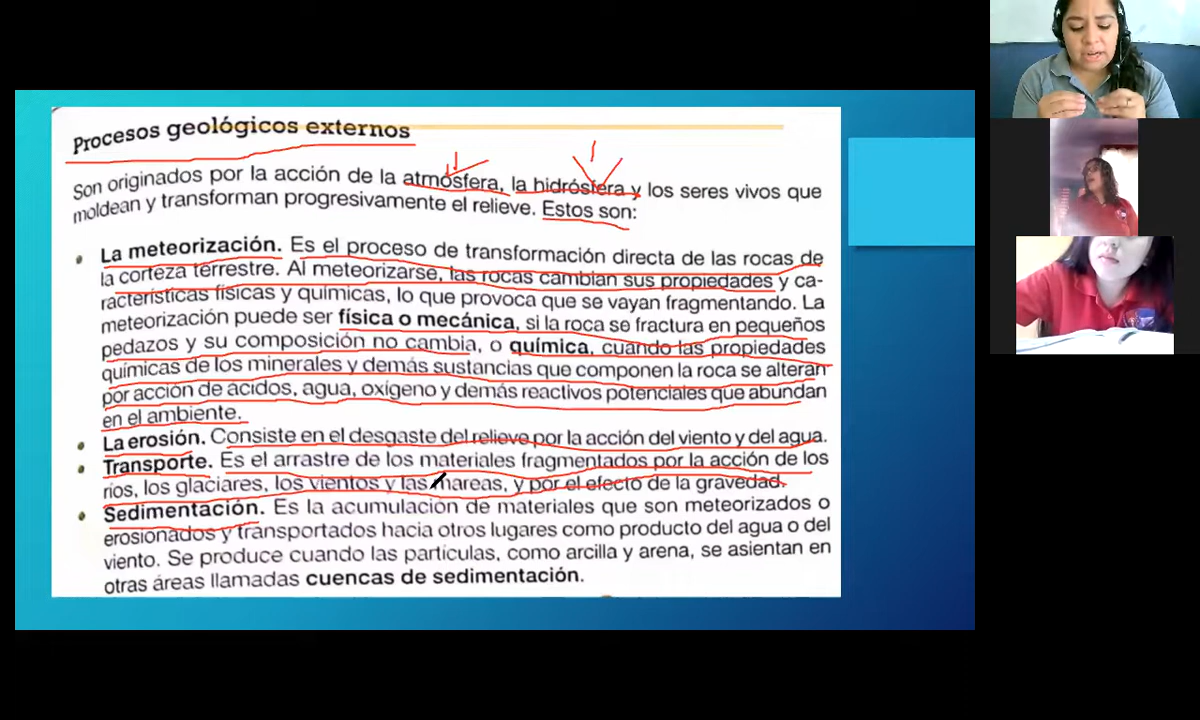 Procesos geológicos externos
Son originados por la acción de la atmósfera, la hidrósfera y los seres vivos que
moldean y transforman progresivamente el relieve. Estos son:
• La meteorización. Es el proceso de transformación directa de las rocas de
la corteza terrestre. Al meteorizarse, las rocas cambian sus propiedades y ca-
racterísticas físicas y químicas, lo que provoca que se vayan fragmentando. La
meteorización puede ser física o mecánica, si la roca se fractura en pequeños
pedazos y su composición no cambia, o química, cuando las propiedades
químicas de los minerales y demás sustancias que componen la roca se alteran
por acción de ácidos, agua, oxígeno y demás reactivos potenciales que abundan
en el ambiente.
• La erosión. Consiste en el desgaste del relieve por la acción del viento y del agua.
• Transporte. Es el arrastre de los materiales fragmentados por la acción de los
ríos, los glaciares, los vientos y las mareas, y por el efecto de la gravedad.
• Sedimentación. Es la acumulación de materiales que son meteorizados o
erosionados y transportados hacia otros lugares como producto del agua o del
viento. Se produce cuando las partículas, como arcilla y arena, se asientan en
otras áreas llamadas cuencas de sedimentación.